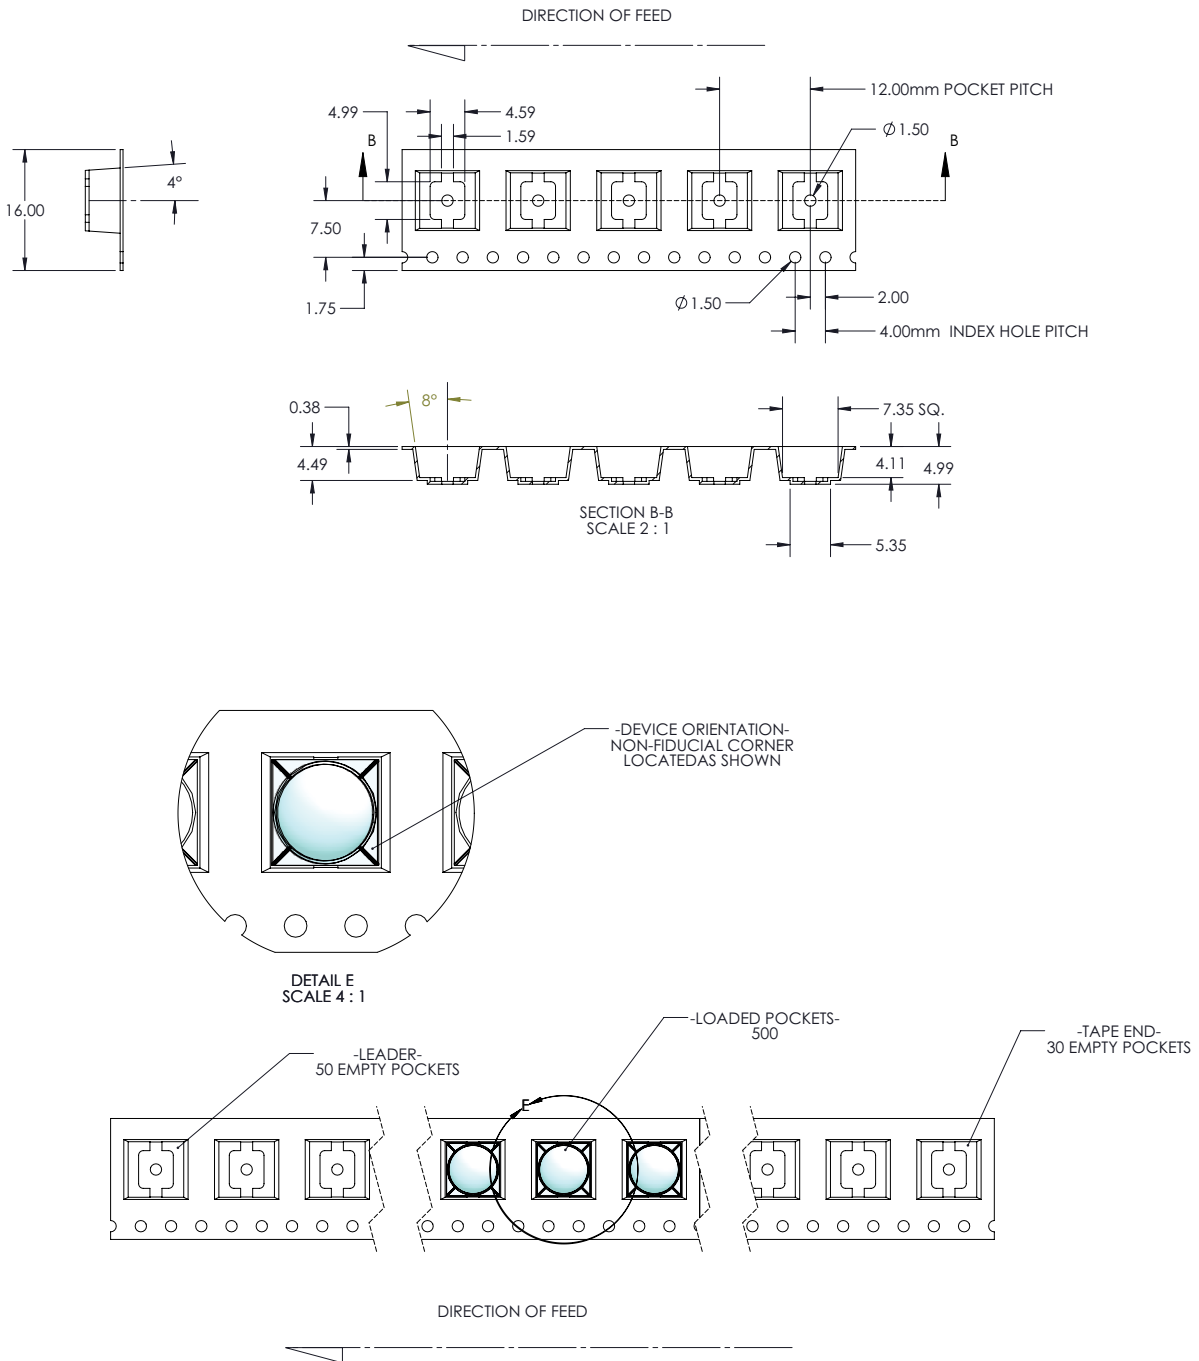 DIRECTION OF FEED
12.00mm POCKET PITCH
4.99
4.59
1.59
Ø1.50
B
B
4°
16.00
7.50
1.75
Ø1.50
2.00
4.00mm INDEX HOLE PITCH
0.38
8°
7.35 SQ.
4.49
4.11
4.99
SECTION B-B
SCALE 2 : 1
5.35
-DEVICE ORIENTATION-
NON-FIDUCIAL CORNER
LOCATEDAS SHOWN
DETAIL E
SCALE 4 : 1
-LOADED POCKETS-
500
-TAPE END-
30 EMPTY POCKETS
-LEADER-
50 EMPTY POCKETS
E
DIRECTION OF FEED